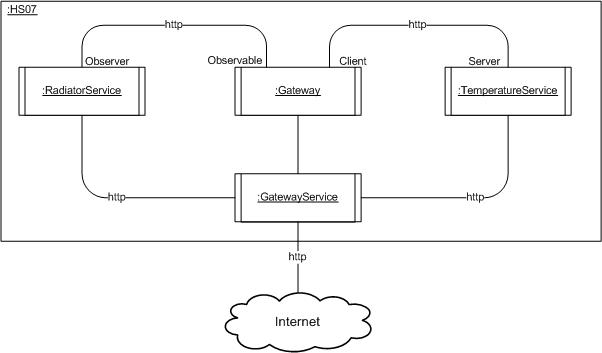 :HS07
http
http
Observer
Observable
Client
Server
:RadiatorService
:Gateway
:TemperatureService
http
:GatewayService
http
http
Internet